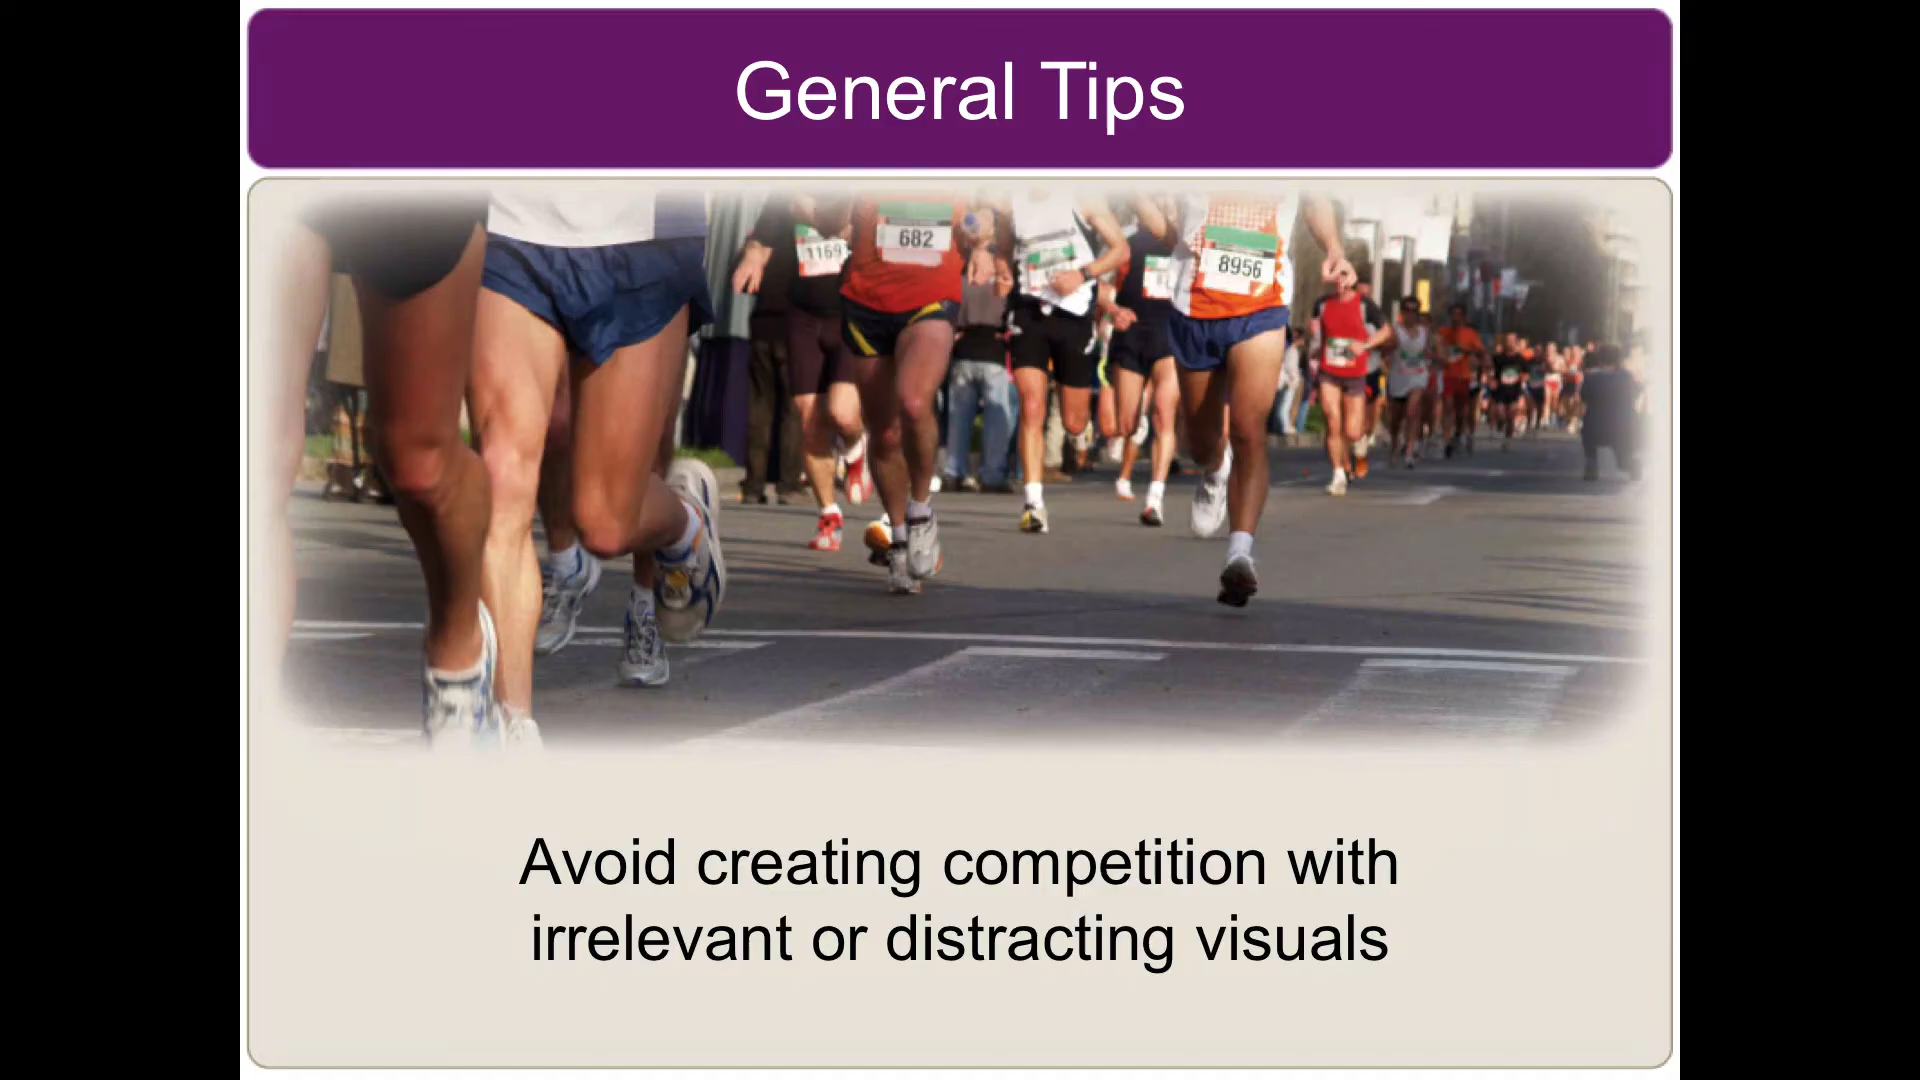 General Tips
1169
682
8956
Avoid creating competition with
irrelevant or distracting visuals